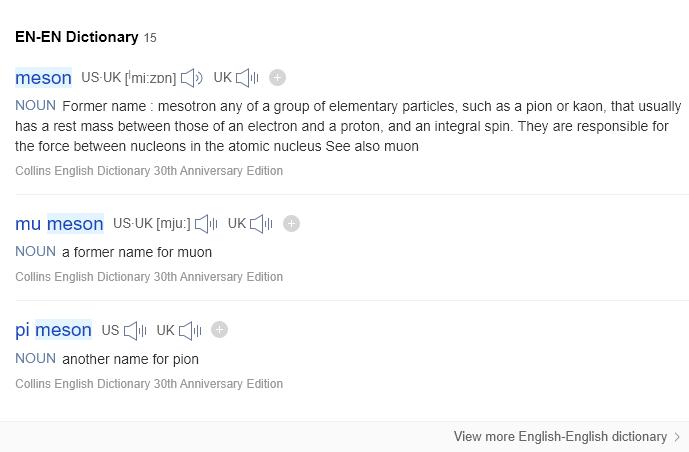 EN-EN Dictionary 15
meson US·UK ['mi:zɒn] UK
NOUN Former name : mesotron any of a group of elementary particles, such as a pion or kaon, that usually
has a rest mass between those of an electron and a proton, and an integral spin. They are responsible for
the force between nucleons in the atomic nucleus See also muon
Collins English Dictionary 30th Anniversary Edition
mu meson US·UK [mju:] UK
NOUN a former name for muon
Collins English Dictionary 30th Anniversary Edition
pi meson US UK
NOUN another name for pion
Collins English Dictionary 30th Anniversary Edition
View more English-English dictionary